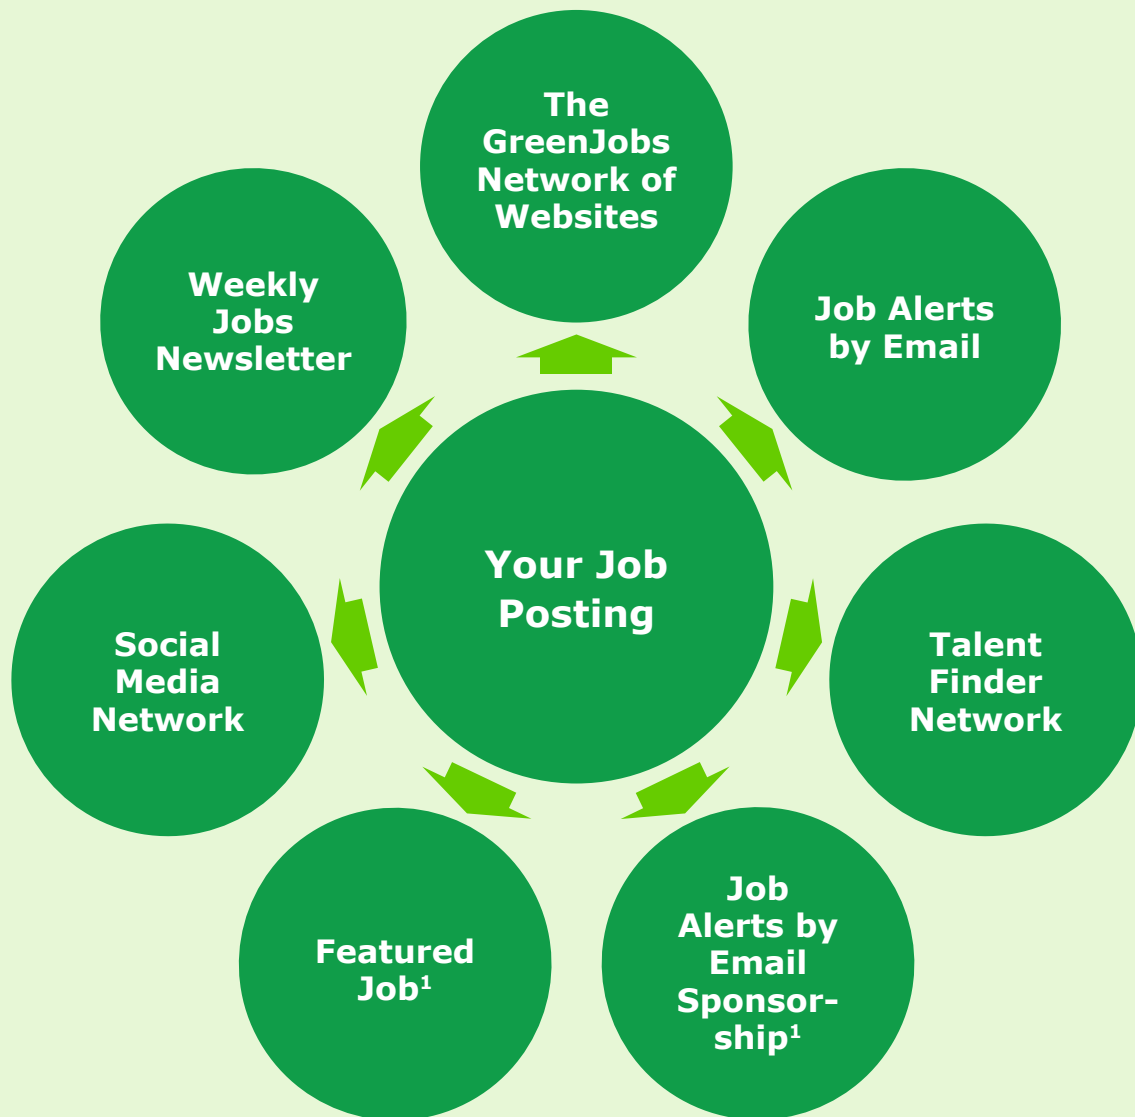 The
GreenJobs
Network of
Websites
Weekly
Jobs
Newsletter
Job Alerts
by Email
Your Job
Posting
Social
Media
Network
Talent
Finder
Network
Featured
Job¹
Job
Alerts by
Email
Sponsor-
ship¹